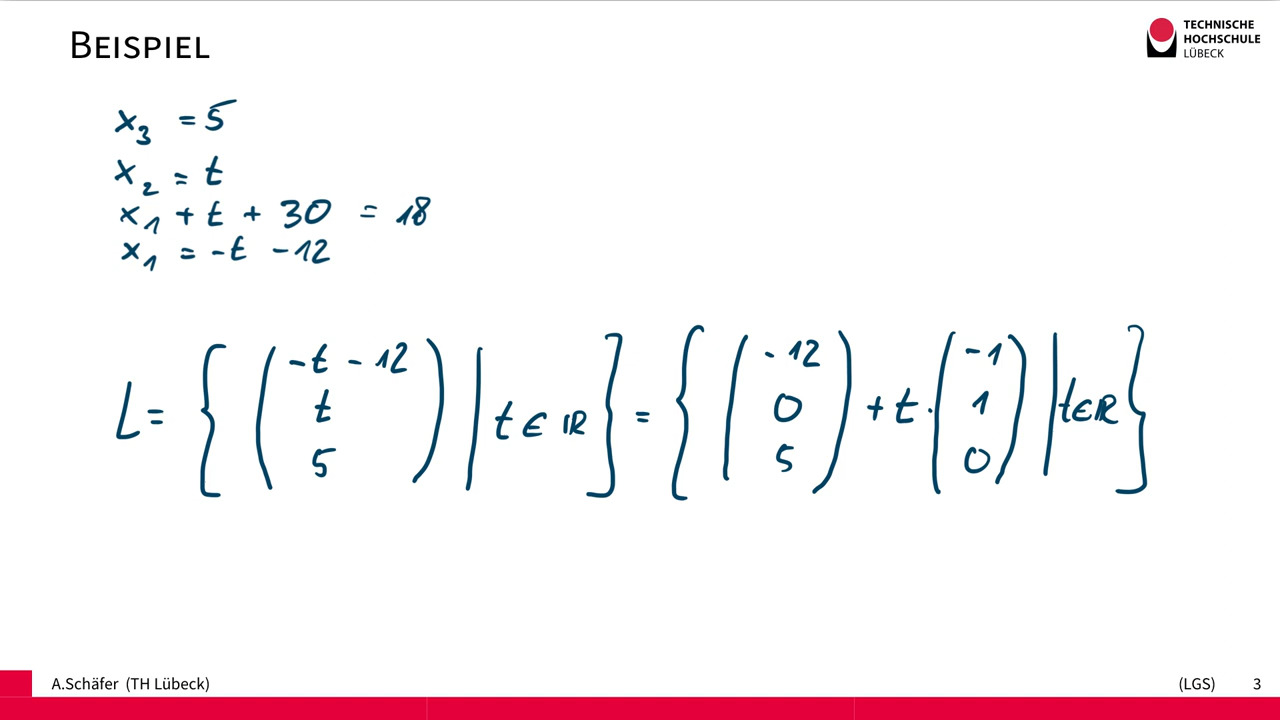 BEISPIEL
TECHNISCHE
HOCHSCHULE
LÜBECK
x₃ = 5
x₂ = t
x₁ + t + 30 = 18
x₁ = -t - 12
L = { ( -t - 12 t 5 ) | t ∈ ℝ } = { ( -12 0 5 ) + t · ( -1 1 0 ) | t ∈ ℝ }
A.Schäfer (TH Lübeck) (LGS) 3